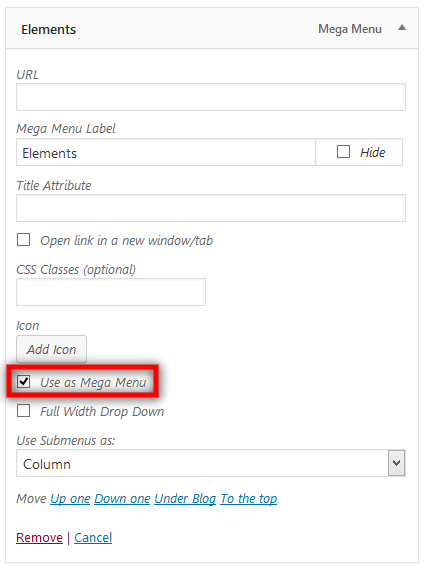 Elements Mega Menu
URL
Mega Menu Label
Elements Hide
Title Attribute
Open link in a new window/tab
CSS Classes (optional)
Icon
Add Icon
Use as Mega Menu
Full Width Drop Down
Use Submenus as:
Column
Move Up one Down one Under Blog To the top
Remove | Cancel